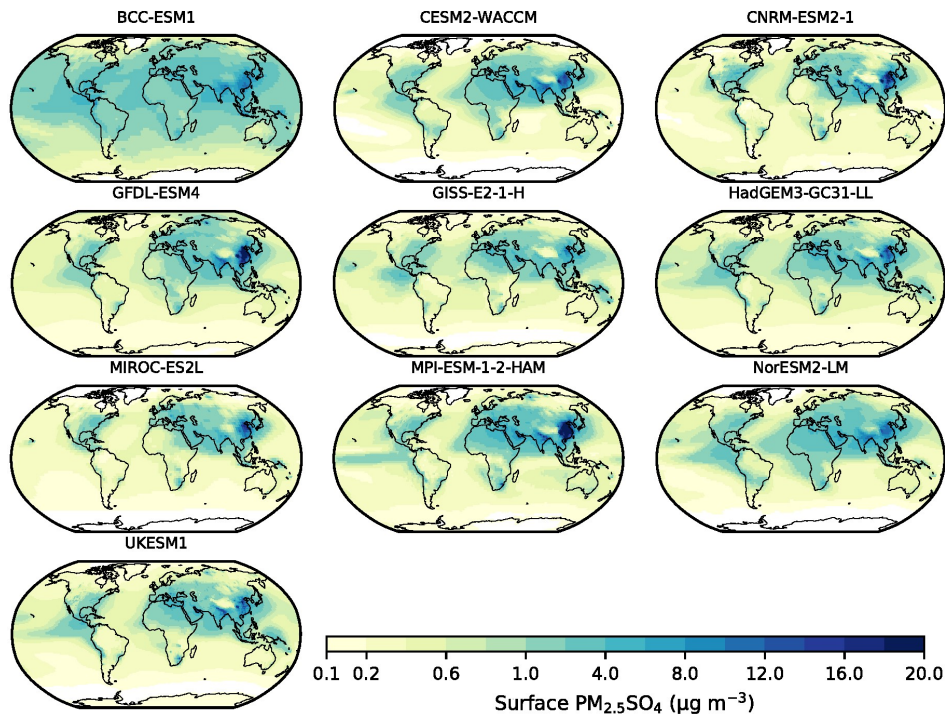 BCC-ESM1 CESM2-WACCM CNRM-ESM2-1
GFDL-ESM4 GISS-E2-1-H HadGEM3-GC31-LL
MIROC-ES2L MPI-ESM-1-2-HAM NorESM2-LM
UKESM1
0.1 0.2 0.6 1.0 4.0 8.0 12.0 16.0 20.0
Surface PM₂.₅SO₄ (µg m⁻³)